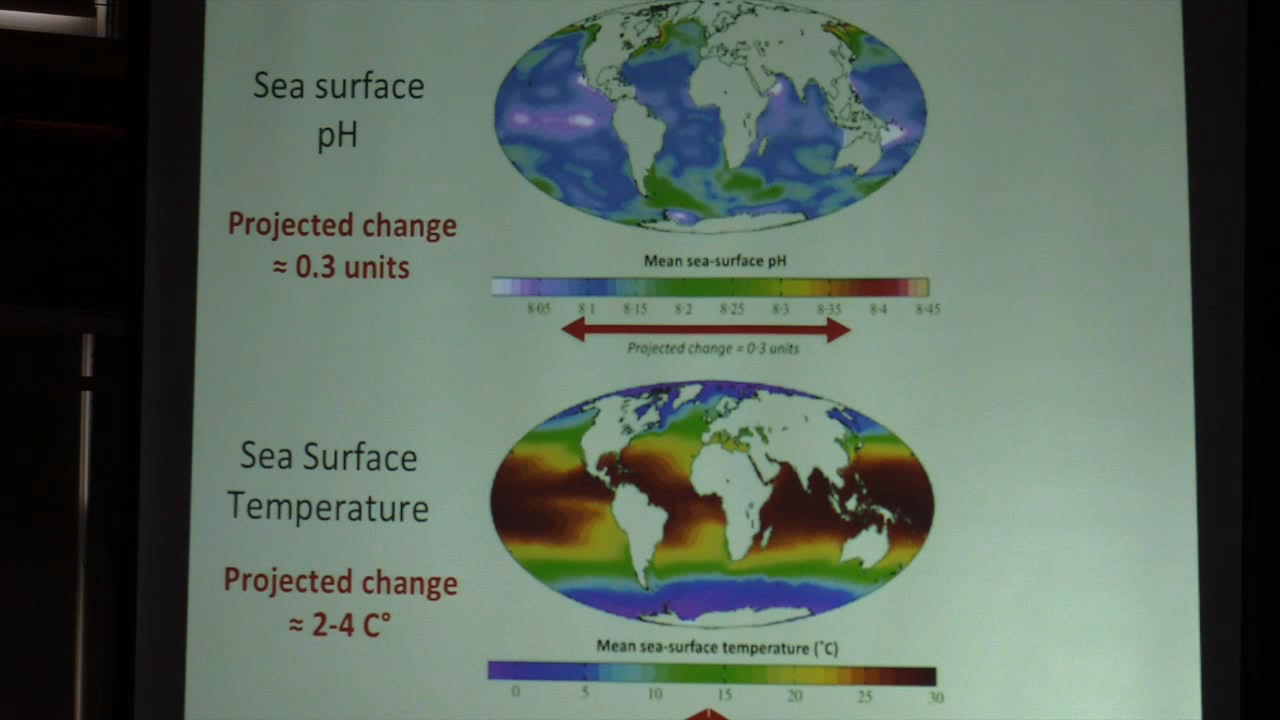 Sea surface
pH
Projected change
≈ 0.3 units
Mean sea-surface pH
8·05 8·1 8·15 8·2 8·25 8·3 8·35 8·4 8·45
Projected change = 0·3 units
Sea Surface
Temperature
Projected change
≈ 2-4 C°
Mean sea-surface temperature (˚C)
0 5 10 15 20 25 30